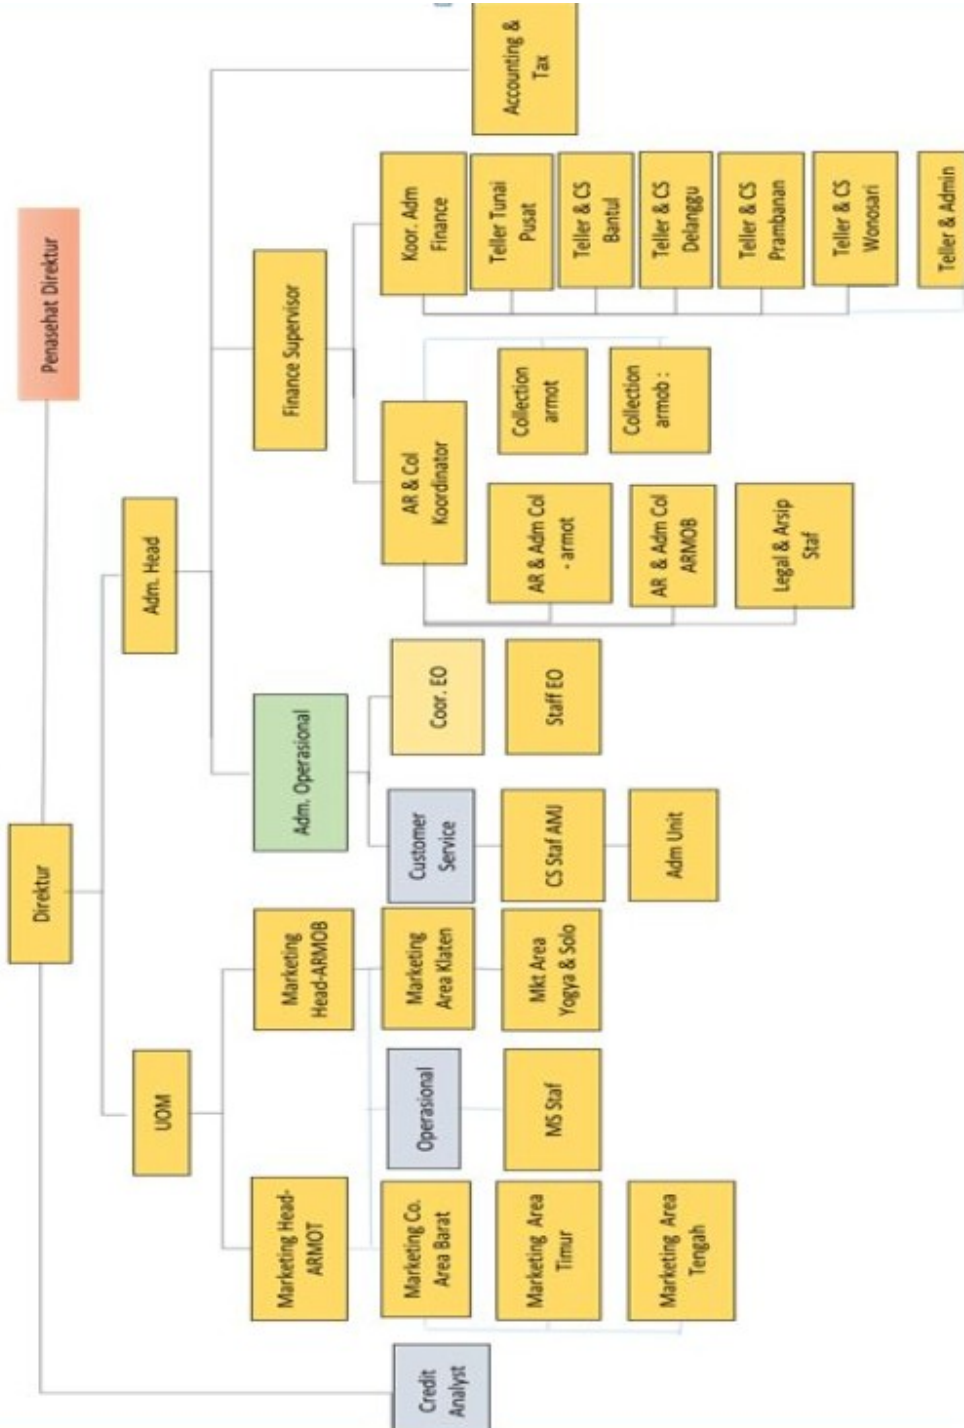 Direktur
Penasehat Direktur
UOM
Adm. Head
Marketing Head-
ARMOT
Marketing
Head-ARMOB
Adm. Operasional
Finance Supervisor
Accounting &
Tax
Credit
Analyst
Marketing Co.
Area Barat
Operasional
Marketing
Area Klaten
Customer
Service
Coor. EO
AR & Col
Koordinator
Koor. Adm
Finance
Marketing Area
Timur
MS Staf
Mkt Area
Yogya & Solo
CS Staf AMJ
Staff EO
AR & Adm Col
- armot
Collection
armot
Teller Tunai
Pusat
Marketing Area
Tengah
Adm Unit
AR & Adm Col
ARMOB
Collection
armob :
Teller & CS
Bantul
Legal & Arsip
Staf
Teller & CS
Delanggu
Teller & CS
Prambanan
Teller & CS
Wonosari
Teller & Admin